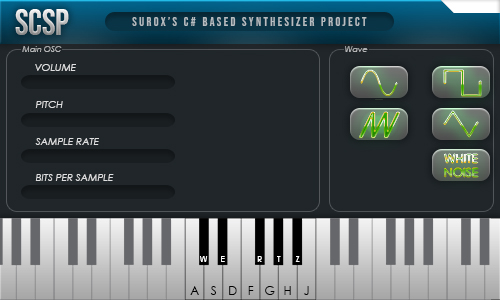 SCSP
SUROX'S C# BASED SYNTHESIZER PROJECT
Main OSC
Wave
VOLUME
PITCH
SAMPLE RATE
BITS PER SAMPLE
WHITE
NOISE
W E R T Z
A S D F G H J